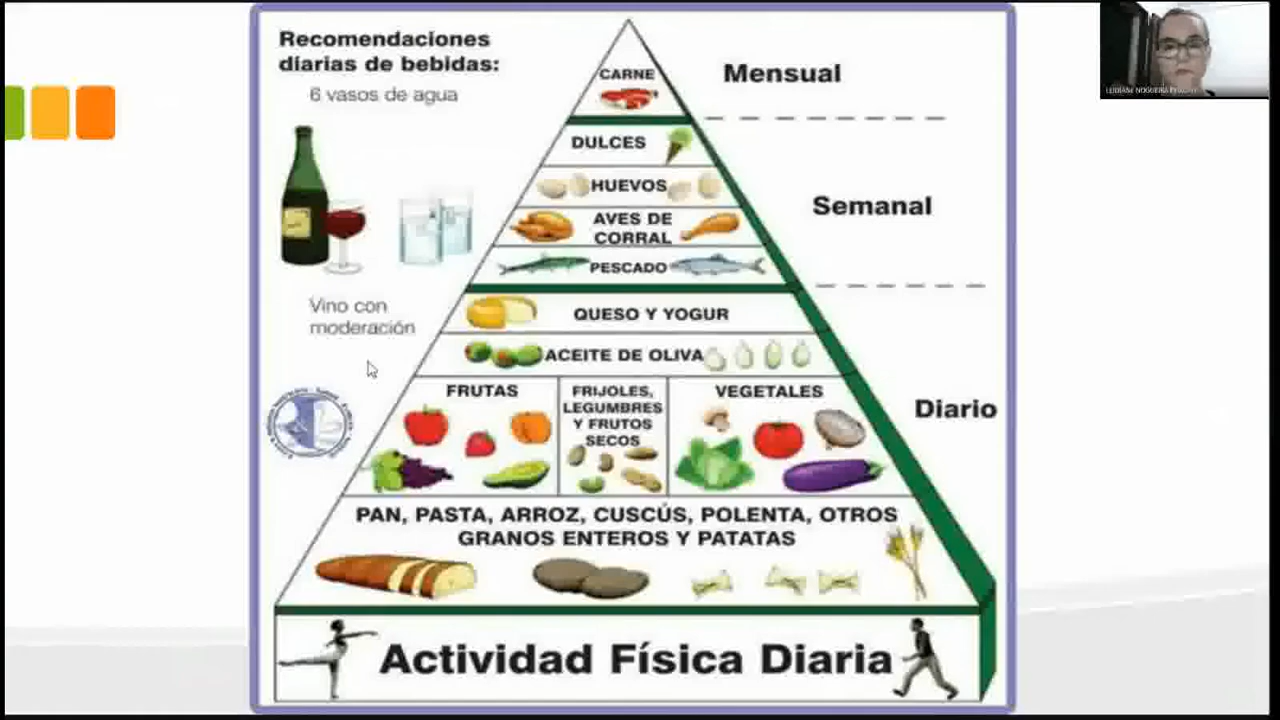 Recomendaciones
diarias de bebidas:
6 vasos de agua
Vino con
moderación
CARNE
Mensual
DULCES
HUEVOS
AVES DE
CORRAL
PESCADO
Semanal
QUESO Y YOGUR
ACEITE DE OLIVA
FRUTAS
FRIJOLES,
LEGUMBRES
Y FRUTOS
SECOS
VEGETALES
Diario
PAN, PASTA, ARROZ, CUSCÚS, POLENTA, OTROS
GRANOS ENTEROS Y PATATAS
Actividad Física Diaria